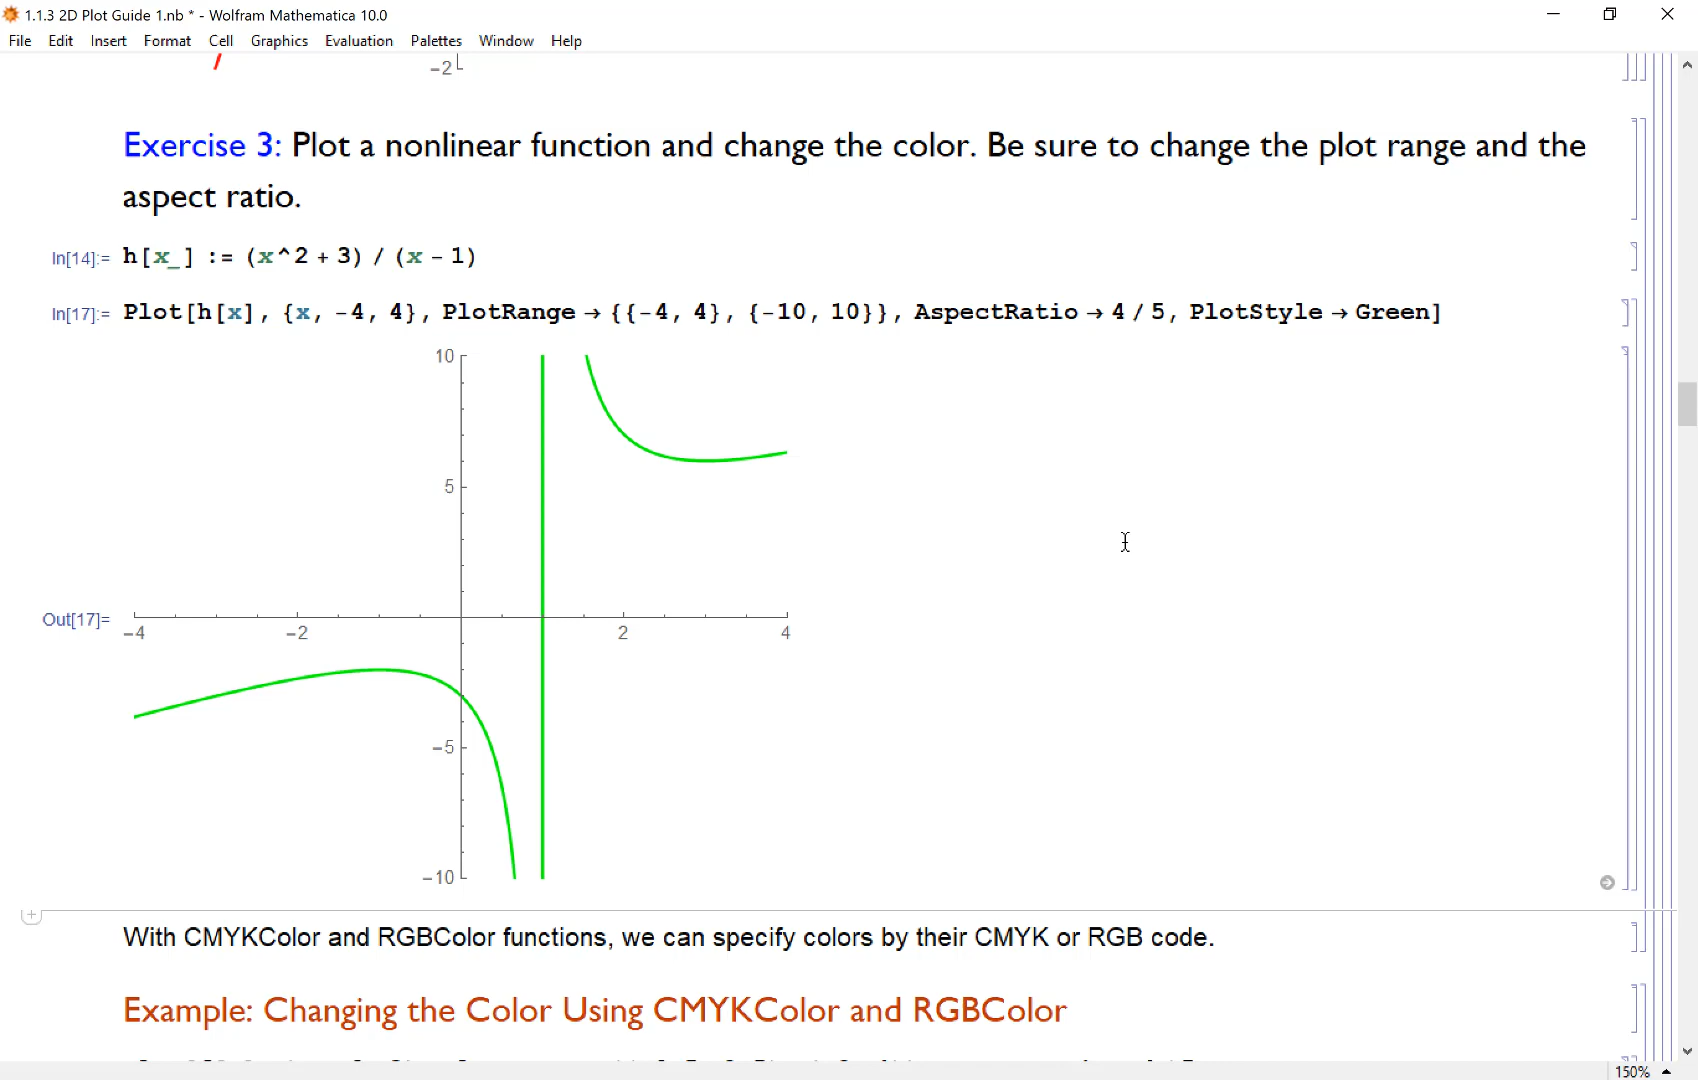 1.1.3 2D Plot Guide 1.nb * - Wolfram Mathematica 10.0
File Edit Insert Format Cell Graphics Evaluation Palettes Window Help
-2
Exercise 3: Plot a nonlinear function and change the color. Be sure to change the plot range and the
aspect ratio.
In[14]:= h[x_] := (x^2 + 3) / (x - 1)
In[17]:= Plot[h[x], {x, -4, 4}, PlotRange → {{-4, 4}, {-10, 10}}, AspectRatio → 4 / 5, PlotStyle → Green]
10
5
Out[17]=
-4 -2 2 4
-5
-10
With CMYKColor and RGBColor functions, we can specify colors by their CMYK or RGB code.
Example: Changing the Color Using CMYKColor and RGBColor
150%